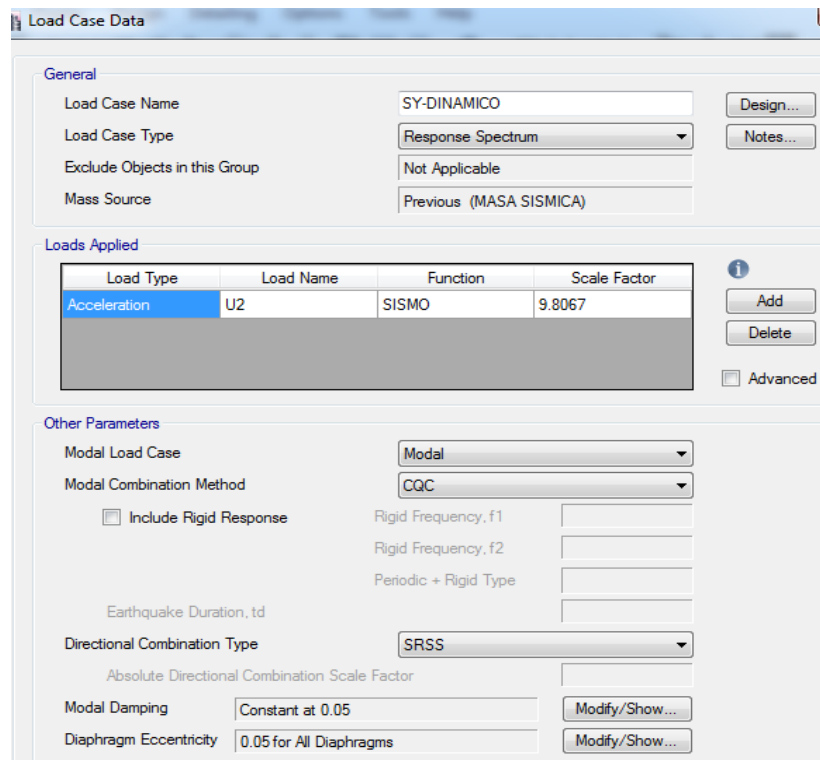 Load Case Data
General
Load Case Name SY-DINAMICO Design...
Load Case Type Response Spectrum Notes...
Exclude Objects in this Group Not Applicable
Mass Source Previous (MASA SISMICA)
Loads Applied
Load Type Load Name Function Scale Factor
Acceleration U2 SISMO 9.8067
Add
Delete
Advanced
Other Parameters
Modal Load Case Modal
Modal Combination Method CQC
Include Rigid Response Rigid Frequency, f1
Rigid Frequency, f2
Periodic + Rigid Type
Earthquake Duration, td
Directional Combination Type SRSS
Absolute Directional Combination Scale Factor
Modal Damping Constant at 0.05 Modify/Show...
Diaphragm Eccentricity 0.05 for All Diaphragms Modify/Show...